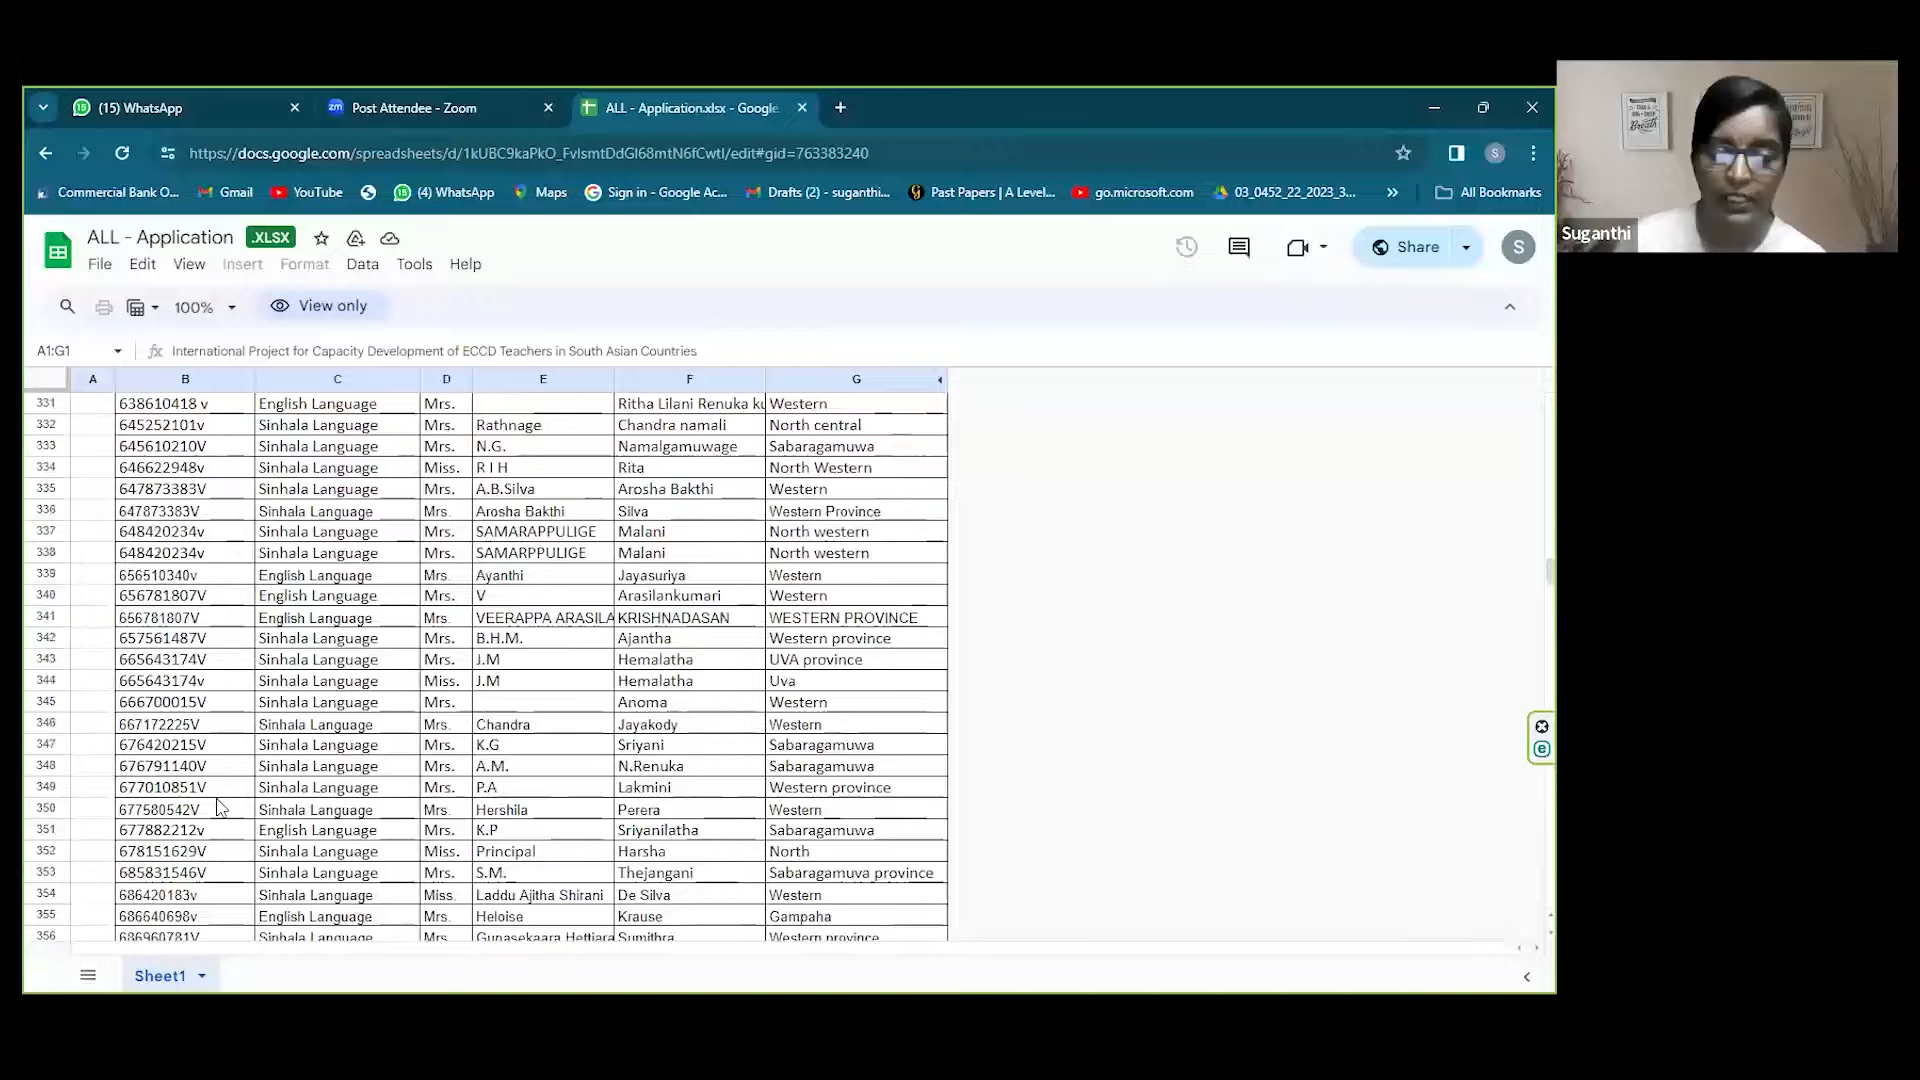 (15) WhatsApp
Post Attendee - Zoom
ALL - Application.xlsx - Google
https://docs.google.com/spreadsheets/d/1kUBC9kaPkO_FvIsmtDdGl68mtN6fCwtl/edit#gid=763383240
S
Commercial Bank O...
Gmail
YouTube
(4) WhatsApp
Maps
Sign in - Google Ac...
Drafts (2) - suganthi...
Past Papers | A Level...
go.microsoft.com
03_0452_22_2023_3...
All Bookmarks
Suganthi
ALL - Application .XLSX
Share
S
File Edit View Insert Format Data Tools Help
100%
View only
A1:G1
fx International Project for Capacity Development of ECCD Teachers in South Asian Countries
A B C D E F G
331 638610418 v English Language Mrs. Ritha Lilani Renuka ku Western
332 645252101v Sinhala Language Mrs. Rathnage Chandra namali North central
333 645610210V Sinhala Language Mrs. N.G. Namalgamuwage Sabaragamuwa
334 646622948v Sinhala Language Miss. R I H Rita North Western
335 647873383V Sinhala Language Mrs. A.B.Silva Arosha Bakthi Western
336 647873383V Sinhala Language Mrs. Arosha Bakthi Silva Western Province
337 648420234v Sinhala Language Mrs. SAMARAPPULIGE Malani North western
338 648420234v Sinhala Language Mrs. SAMARPPULIGE Malani North western
339 656510340v English Language Mrs. Ayanthi Jayasuriya Western
340 656781807V English Language Mrs. V Arasilankumari Western
341 656781807V English Language Mrs. VEERAPPA ARASILA KRISHNADASAN WESTERN PROVINCE
342 657561487V Sinhala Language Mrs. B.H.M. Ajantha Western province
343 665643174V Sinhala Language Mrs. J.M Hemalatha UVA province
344 665643174v Sinhala Language Miss. J.M Hemalatha Uva
345 666700015V Sinhala Language Mrs. Anoma Western
346 667172225V Sinhala Language Mrs. Chandra Jayakody Western
347 676420215V Sinhala Language Mrs. K.G Sriyani Sabaragamuwa
348 676791140V Sinhala Language Mrs. A.M. N.Renuka Sabaragamuwa
349 677010851V Sinhala Language Mrs. P.A Lakmini Western province
350 677580542V Sinhala Language Mrs. Hershila Perera Western
351 677882212v English Language Mrs. K.P Sriyanilatha Sabaragamuwa
352 678151629V Sinhala Language Miss. Principal Harsha North
353 685831546V Sinhala Language Mrs. S.M. Thejangani Sabaragamuva province
354 686420183v Sinhala Language Miss. Laddu Ajitha Shirani De Silva Western
355 686640698v English Language Mrs. Heloise Krause Gampaha
356 686960781V Sinhala Language Mrs. Gunasekaara Hettiara Sumithra Western province
Sheet1